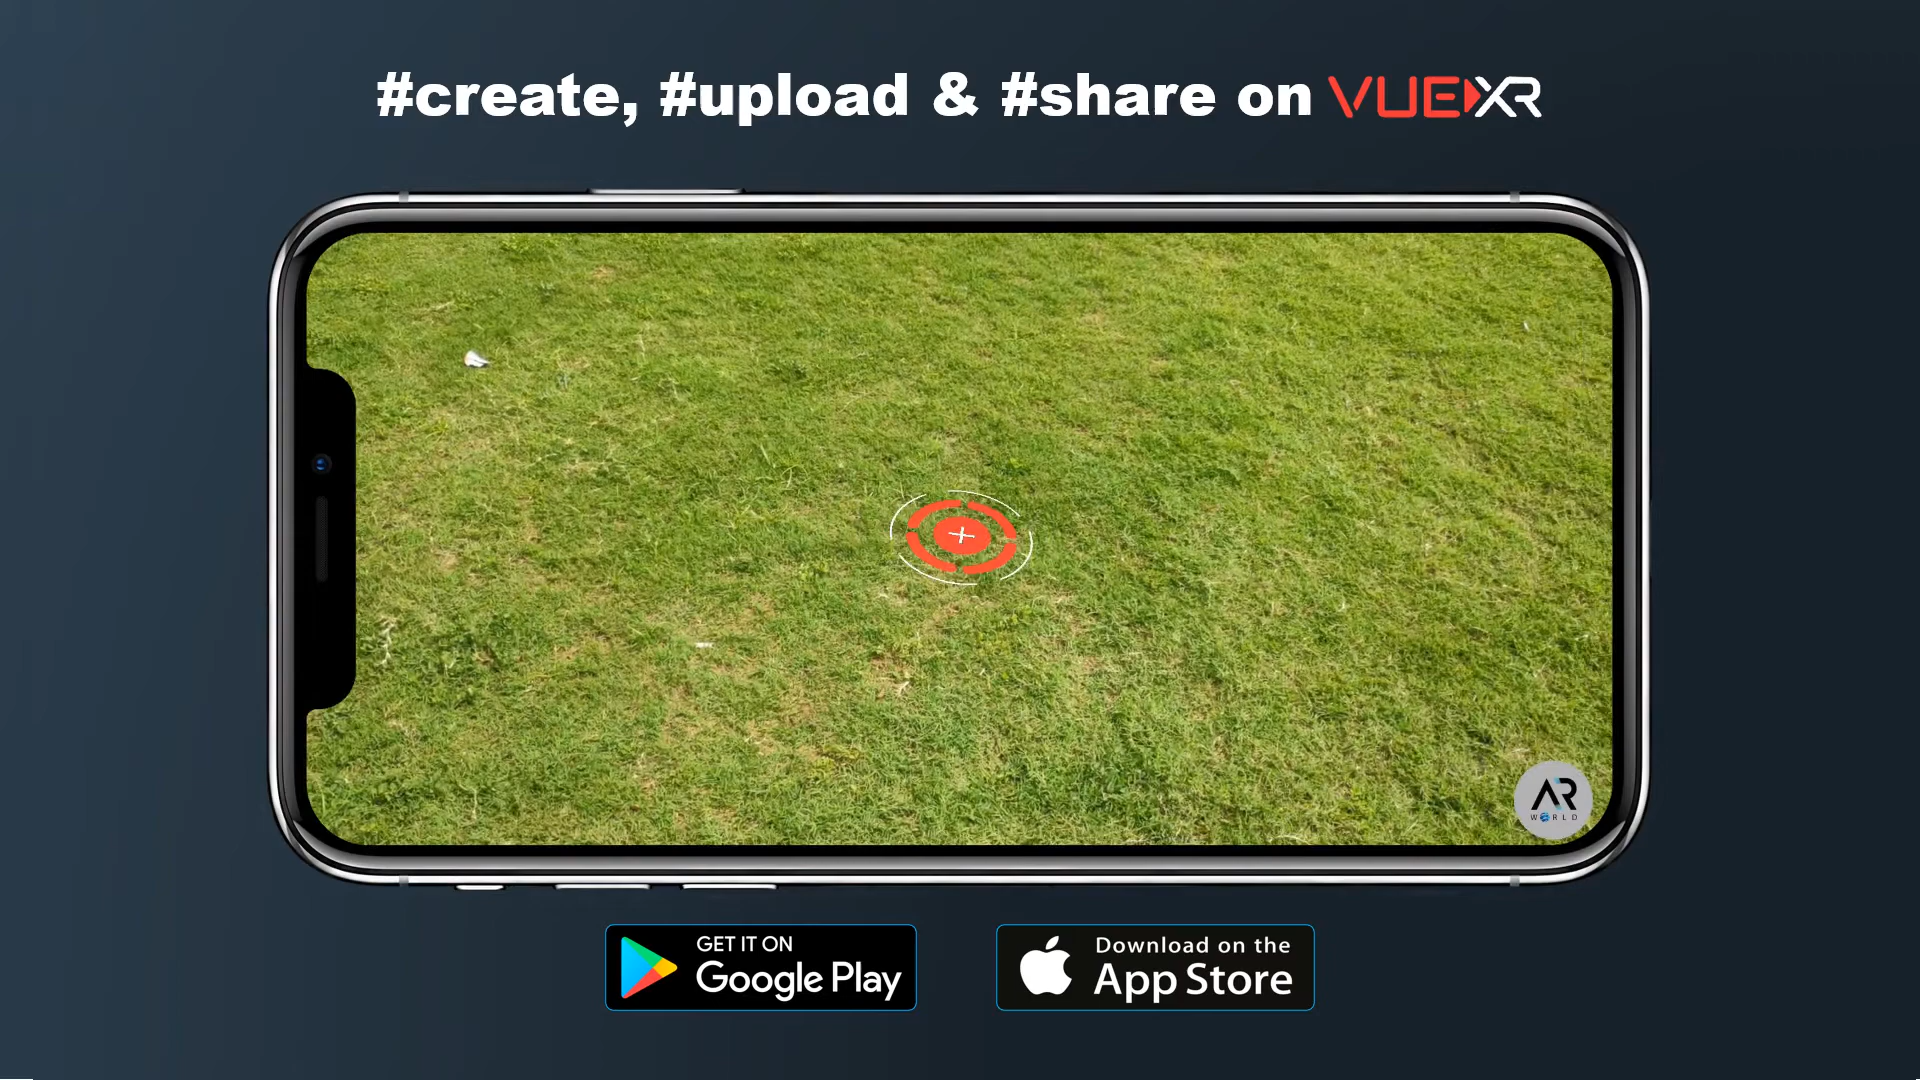 #create, #upload & #share on VUEXR
AR
WORLD
GET IT ON
Google Play
Download on the
App Store